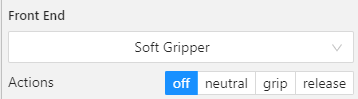 Front End
Soft Gripper
Actions off neutral grip release